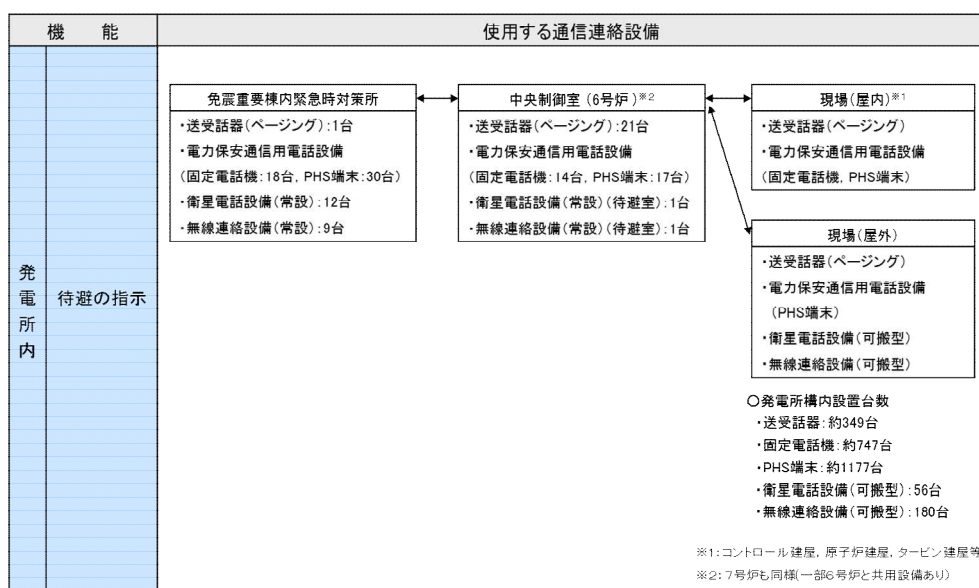 機　能
使用する通信連絡設備
発電所内
待避の指示
免震重要棟内緊急時対策所
・送受話器(ページング):1台
・電力保安通信用電話設備
(固定電話機:18台, PHS端末:30台)
・衛星電話設備(常設):12台
・無線連絡設備(常設):9台
中央制御室 (6号炉)※2
・送受話器(ページング):21台
・電力保安通信用電話設備
(固定電話機:14台, PHS端末:17台)
・衛星電話設備(常設)(待避室):1台
・無線連絡設備(常設)(待避室):1台
現場(屋内)※1
・送受話器(ページング)
・電力保安通信用電話設備
(固定電話機, PHS端末)
現場(屋外)
・送受話器(ページング)
・電力保安通信用電話設備
(PHS端末)
・衛星電話設備(可搬型)
・無線連絡設備(可搬型)
○発電所構内設置台数
・送受話器:約349台
・固定電話機:約747台
・PHS端末:約1177台
・衛星電話設備(可搬型):56台
・無線連絡設備(可搬型):180台
※1:コントロール建屋, 原子炉建屋, タービン建屋等
※2:7号炉も同様(一部6号炉と共用設備あり)